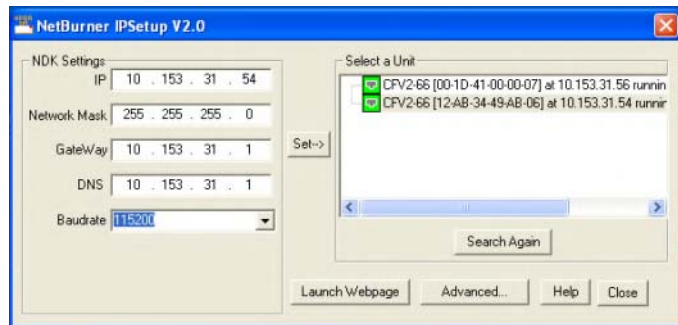 NetBurner IPSetup V2.0
NDK Settings
IP 10 . 153 . 31 . 54
Network Mask 255 . 255 . 255 . 0
GateWay 10 . 153 . 31 . 1
DNS 10 . 153 . 31 . 1
Baudrate 115200
Set-->
Select a Unit
CFV2-66 [00-1D-41-00-00-07] at 10.153.31.56 runnin
CFV2-66 [12-AB-34-49-AB-06] at 10.153.31.54 runnin
Search Again
Launch Webpage
Advanced...
Help
Close